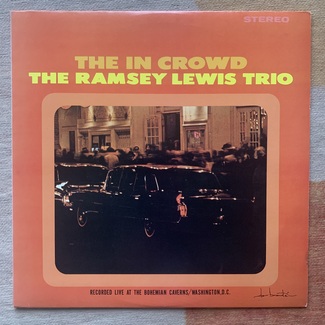 STEREO
THE IN CROWD
THE RAMSEY LEWIS TRIO
RECORDED LIVE AT THE BOHEMIAN CAVERNS/WASHINGTON, D.C.